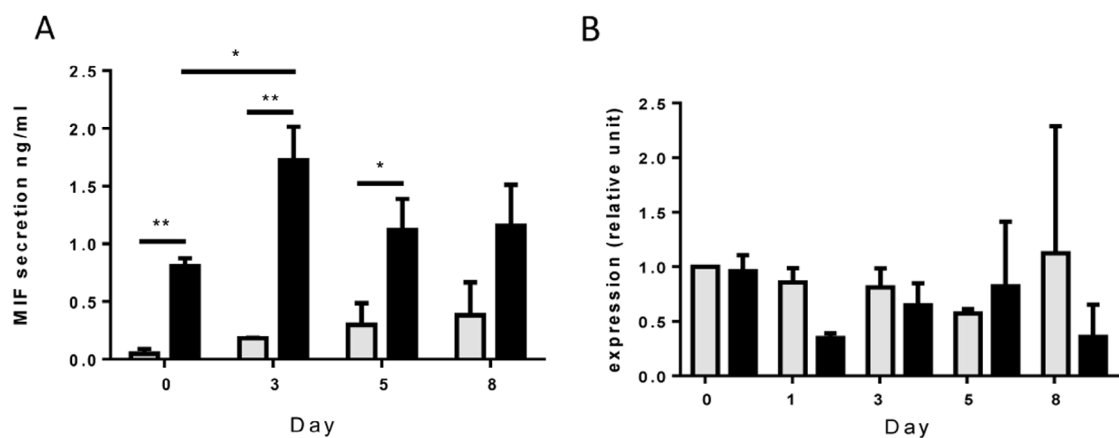 A
MIF secretion ng/ml
2.5
2.0
1.5
1.0
0.5
0.0
*
**
**
*
0 3 5 8
Day
B
expression (relative unit)
2.5
2.0
1.5
1.0
0.5
0.0
0 1 3 5 8
Day